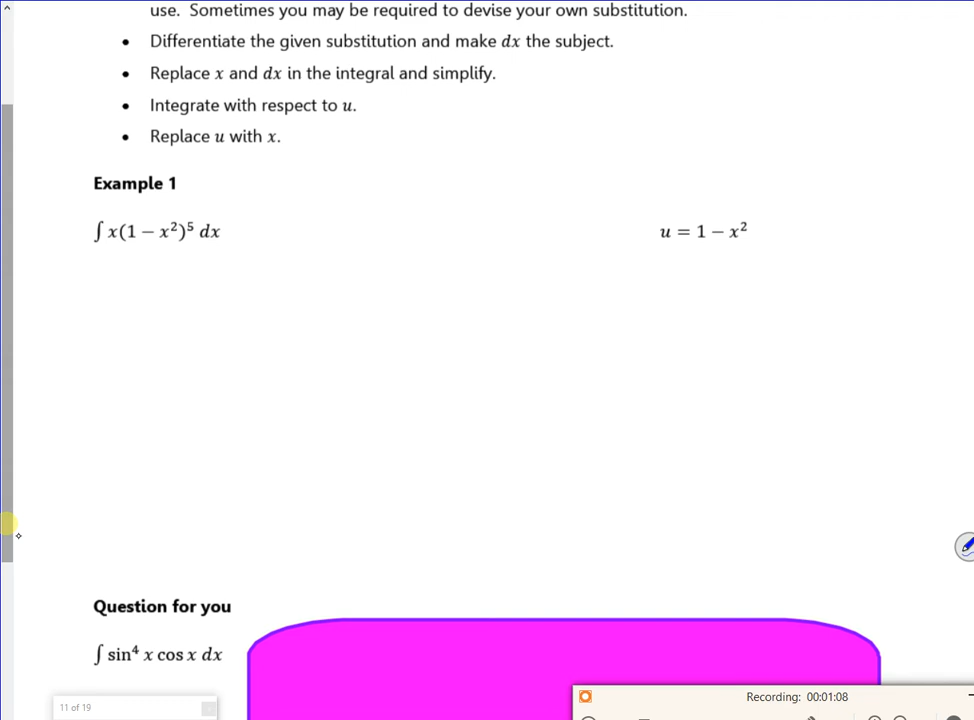 use. Sometimes you may be required to devise your own substitution.
• Differentiate the given substitution and make dx the subject.
• Replace x and dx in the integral and simplify.
• Integrate with respect to u.
• Replace u with x.
Example 1
∫ x(1 − x²)⁵ dx u = 1 − x²
Question for you
∫ sin⁴ x cos x dx
11 of 19
Recording: 00:01:08